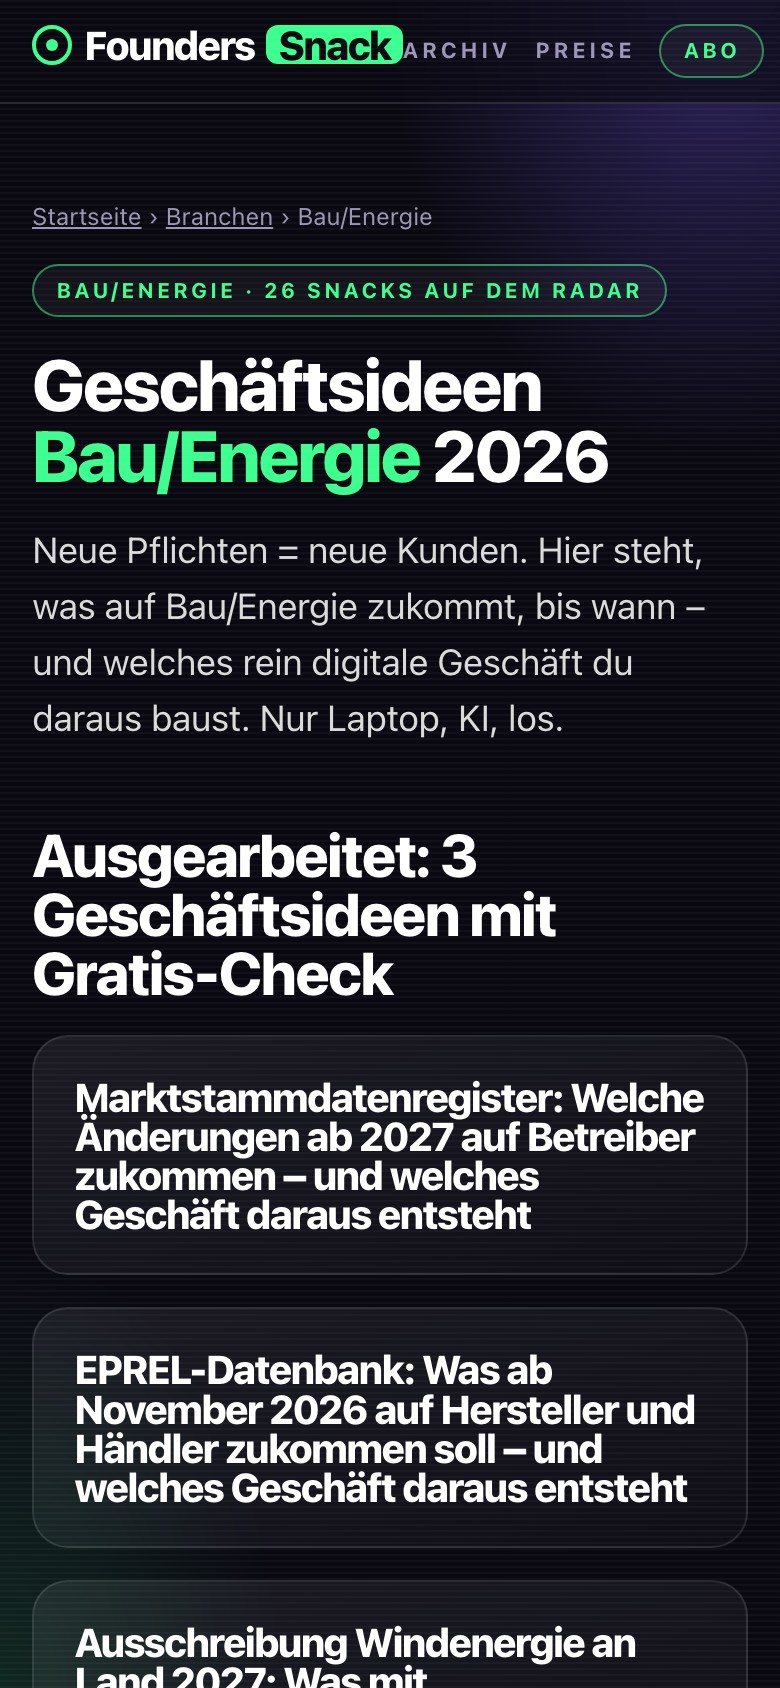 Founders Snack ARCHIV PREISE ABO
Startseite › Branchen › Bau/Energie
BAU/ENERGIE · 26 SNACKS AUF DEM RADAR
Geschäftsideen
Bau/Energie 2026
Neue Pflichten = neue Kunden. Hier steht,
was auf Bau/Energie zukommt, bis wann –
und welches rein digitale Geschäft du
daraus baust. Nur Laptop, KI, los.
Ausgearbeitet: 3
Geschäftsideen mit
Gratis-Check
Marktstammdatenregister: Welche
Änderungen ab 2027 auf Betreiber
zukommen – und welches
Geschäft daraus entsteht
EPREL-Datenbank: Was ab
November 2026 auf Hersteller und
Händler zukommen soll – und
welches Geschäft daraus entsteht
Ausschreibung Windenergie an
Land 2027: Was mit